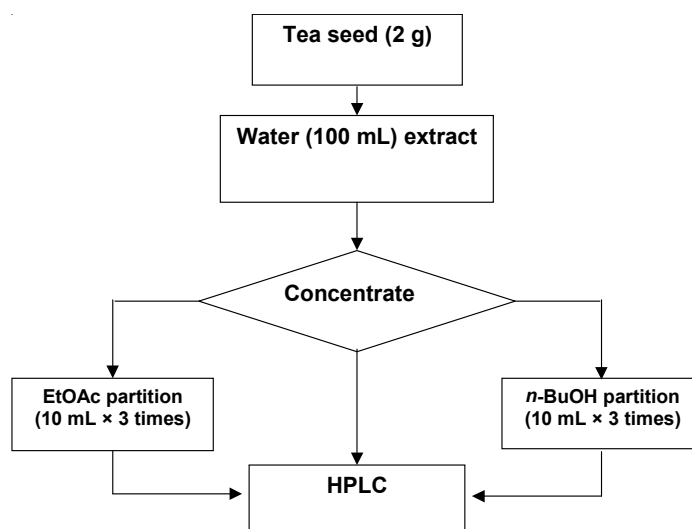 Tea seed (2 g)
Water (100 mL) extract
Concentrate
EtOAc partition
(10 mL × 3 times)
n-BuOH partition
(10 mL × 3 times)
HPLC